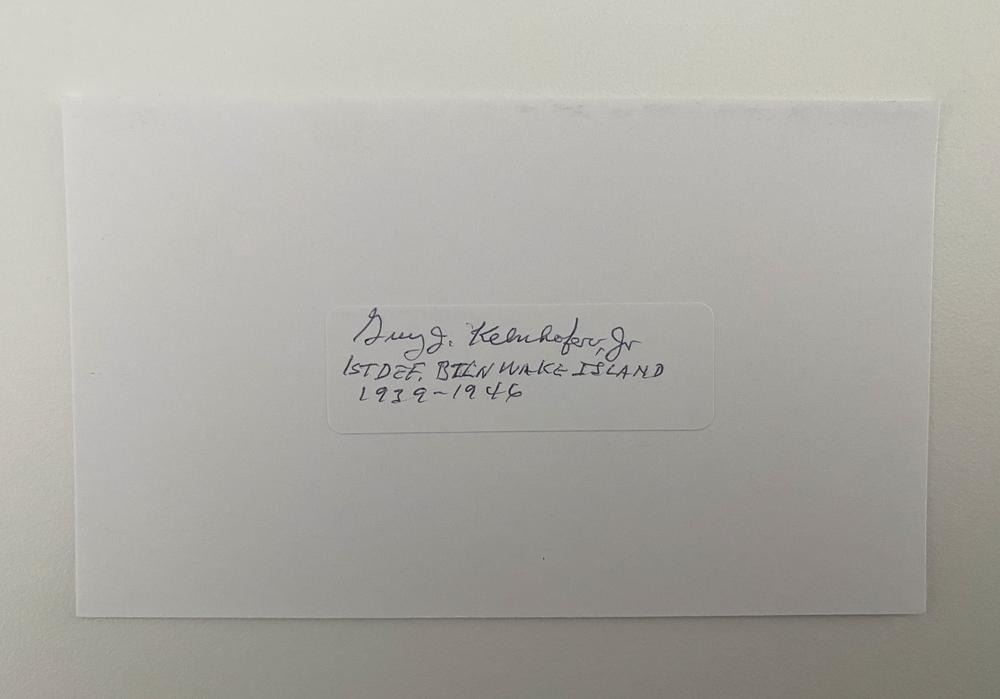 Guy J. Kelnhofer, Jr
1ST DEF. BTLN WAKE ISLAND
1939-1946